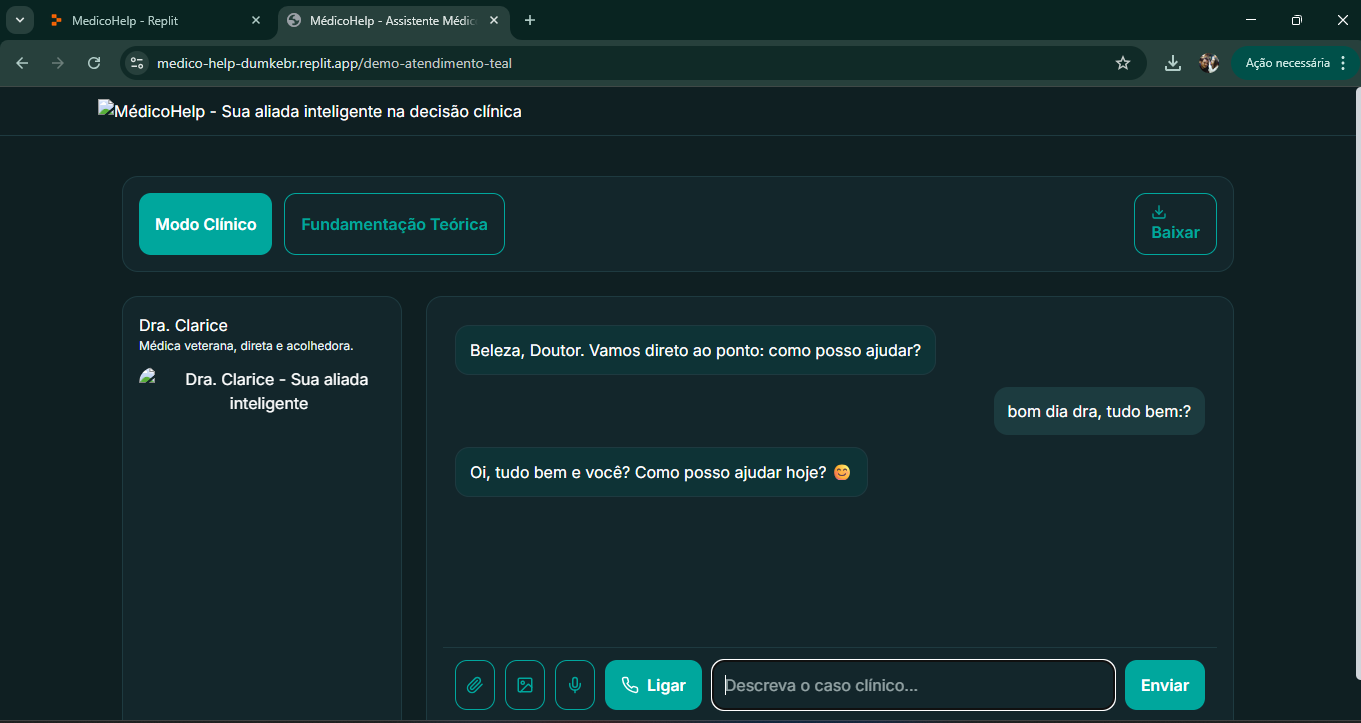 MedicoHelp - Replit
MédicoHelp - Assistente Médic
medico-help-dumkebr.replit.app/demo-atendimento-teal
Ação necessária
MédicoHelp - Sua aliada inteligente na decisão clínica
Modo Clínico
Fundamentação Teórica
Baixar
Dra. Clarice
Médica veterana, direta e acolhedora.
Dra. Clarice - Sua aliada
inteligente
Beleza, Doutor. Vamos direto ao ponto: como posso ajudar?
bom dia dra, tudo bem:?
Oi, tudo bem e você? Como posso ajudar hoje? 😊
Ligar
Descreva o caso clínico...
Enviar